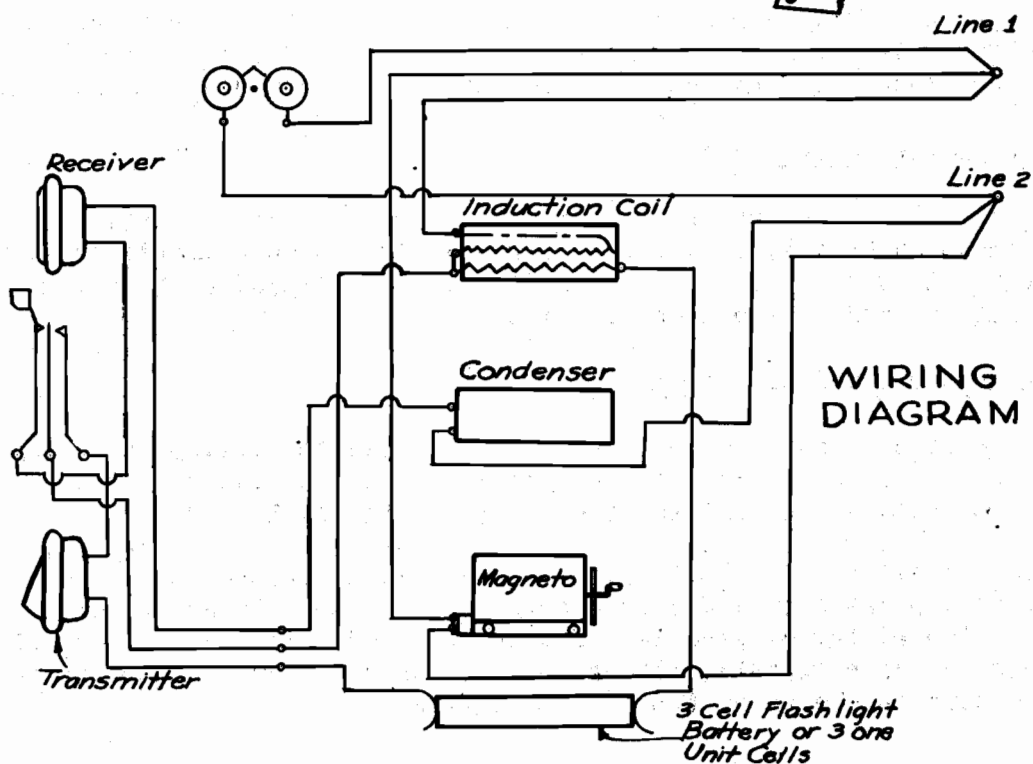 Line 1
Receiver
Line 2
Induction Coil
Condenser
WIRING
DIAGRAM
Magneto
Transmitter
3 Cell Flashlight
Battery or 3 one
Unit Cells